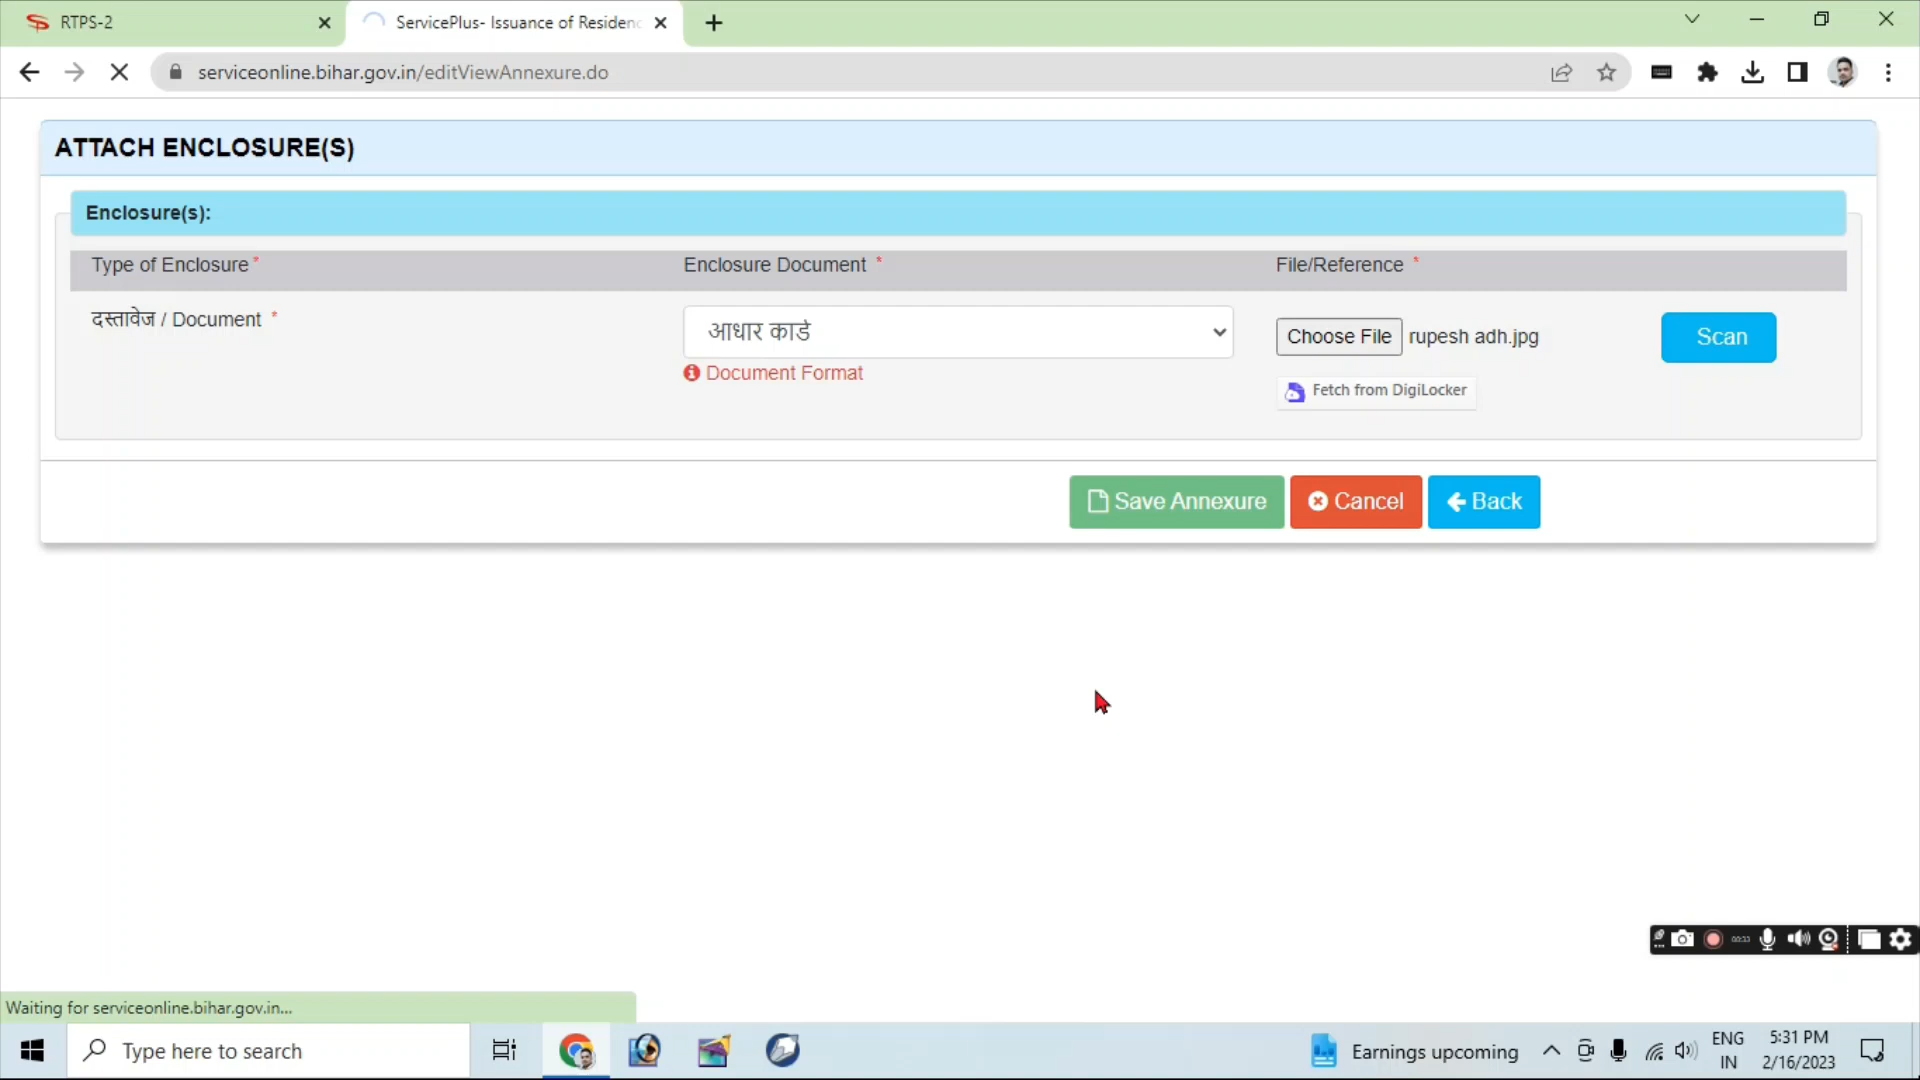 RTPS-2
ServicePlus- Issuance of Residen
serviceonline.bihar.gov.in/editViewAnnexure.do
ATTACH ENCLOSURE(S)
Enclosure(s):
Type of Enclosure * Enclosure Document * File/Reference *
दस्तावेज / Document *
आधार कार्ड
Choose File rupesh adh.jpg
Scan
Document Format
Fetch from DigiLocker
Save Annexure Cancel Back
00:33
Waiting for serviceonline.bihar.gov.in...
Type here to search
Earnings upcoming
ENG
IN
5:31 PM
2/16/2023